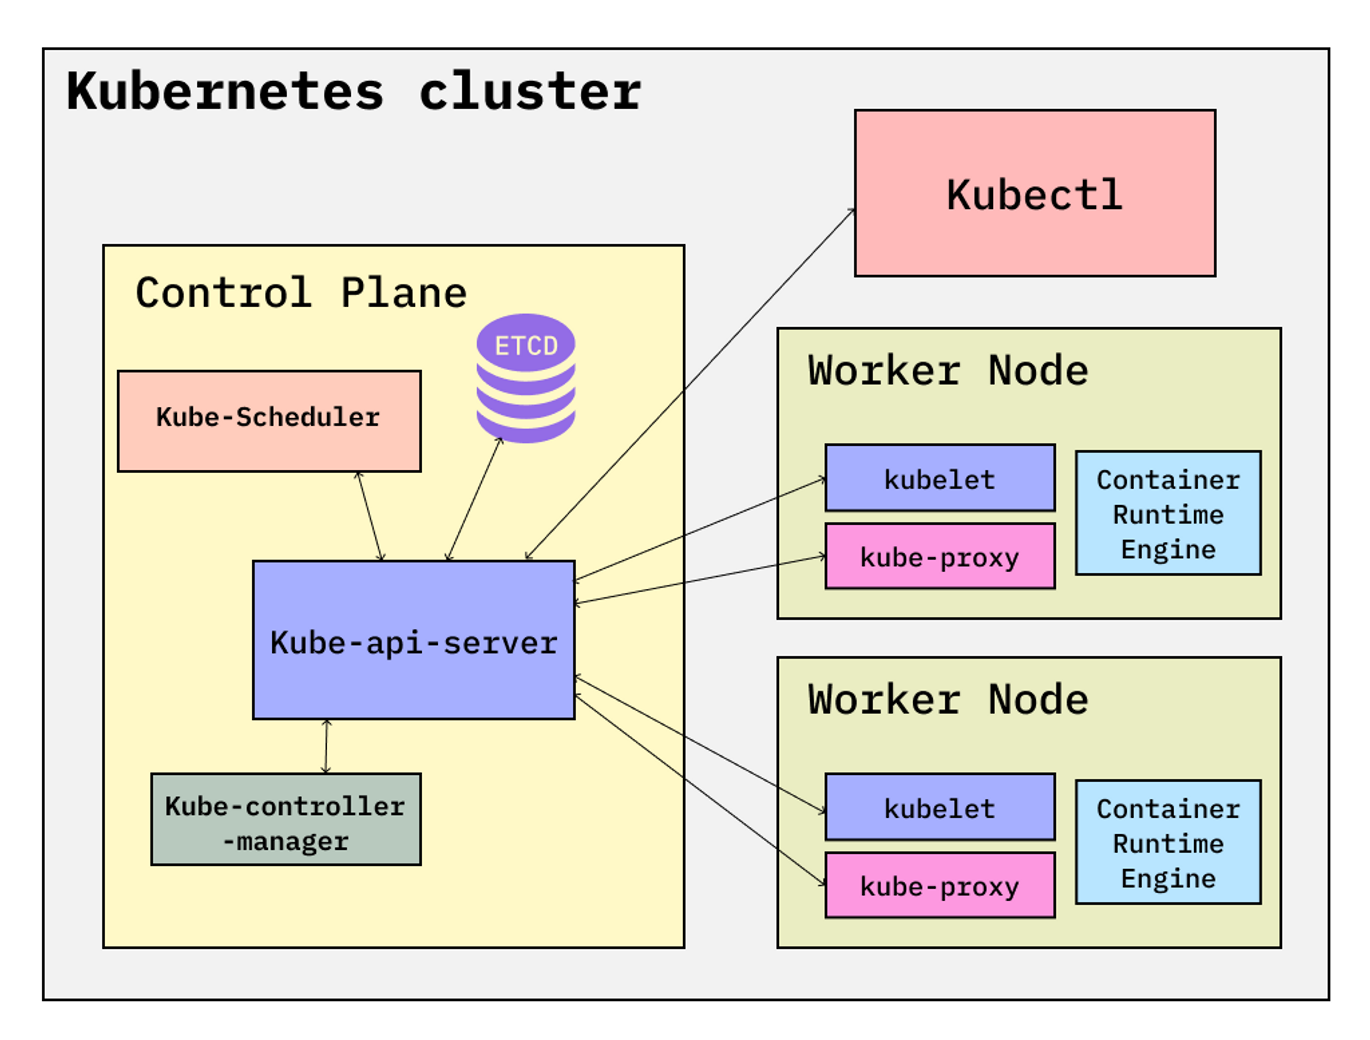 Kubernetes cluster
Kubectl
Control Plane
ETCD
Kube-Scheduler
Kube-api-server
Kube-controller
-manager
Worker Node
kubelet
kube-proxy
Container
Runtime
Engine
Worker Node
kubelet
kube-proxy
Container
Runtime
Engine